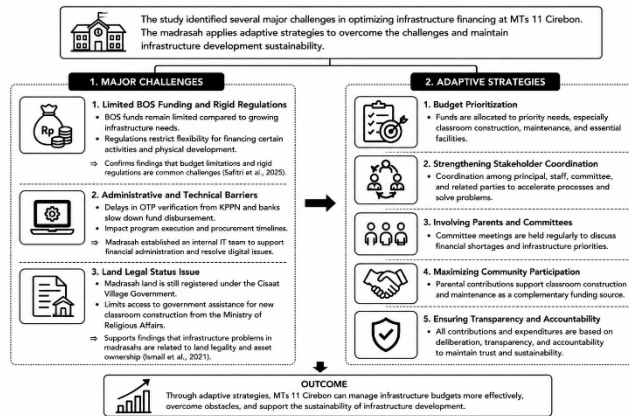 The study identified several major challenges in optimizing infrastructure financing at MTs 11 Cirebon.
The madrasah applies adaptive strategies to overcome the challenges and maintain
infrastructure development sustainability.
1. MAJOR CHALLENGES
Rp
1. Limited BOS Funding and Rigid Regulations
• BOS funds remain limited compared to growing
infrastructure needs.
• Regulations restrict flexibility for financing certain
activities and physical development.
⇒ Confirms findings that budget limitations and rigid
regulations are common challenges (Safitri et al., 2025).
2. Administrative and Technical Barriers
• Delays in OTP verification from KPPN and banks
slow down fund disbursement.
• Impact program execution and procurement timelines.
⇒ Madrasah established an internal IT team to support
financial administration and resolve digital issues.
3. Land Legal Status Issue
• Madrasah land is still registered under the Cisaat
Village Government.
• Limits access to government assistance for new
classroom construction from the Ministry of
Religious Affairs.
⇒ Supports findings that infrastructure problems in
madrasahs are related to land legality and asset
ownership (Ismail et al., 2021).
2. ADAPTIVE STRATEGIES
1. Budget Prioritization
• Funds are allocated to priority needs, especially
classroom construction, maintenance, and essential
facilities.
2. Strengthening Stakeholder Coordination
• Coordination among principal, staff, committee,
and related parties to accelerate processes and
solve problems.
3. Involving Parents and Committees
• Committee meetings are held regularly to discuss
financial shortages and infrastructure priorities.
4. Maximizing Community Participation
• Parental contributions support classroom construction
and maintenance as a complementary funding source.
5. Ensuring Transparency and Accountability
• All contributions and expenditures are based on
deliberation, transparency, and accountability
to maintain trust and sustainability.
OUTCOME
Through adaptive strategies, MTs 11 Cirebon can manage infrastructure budgets more effectively,
overcome obstacles, and support the sustainability of infrastructure development.